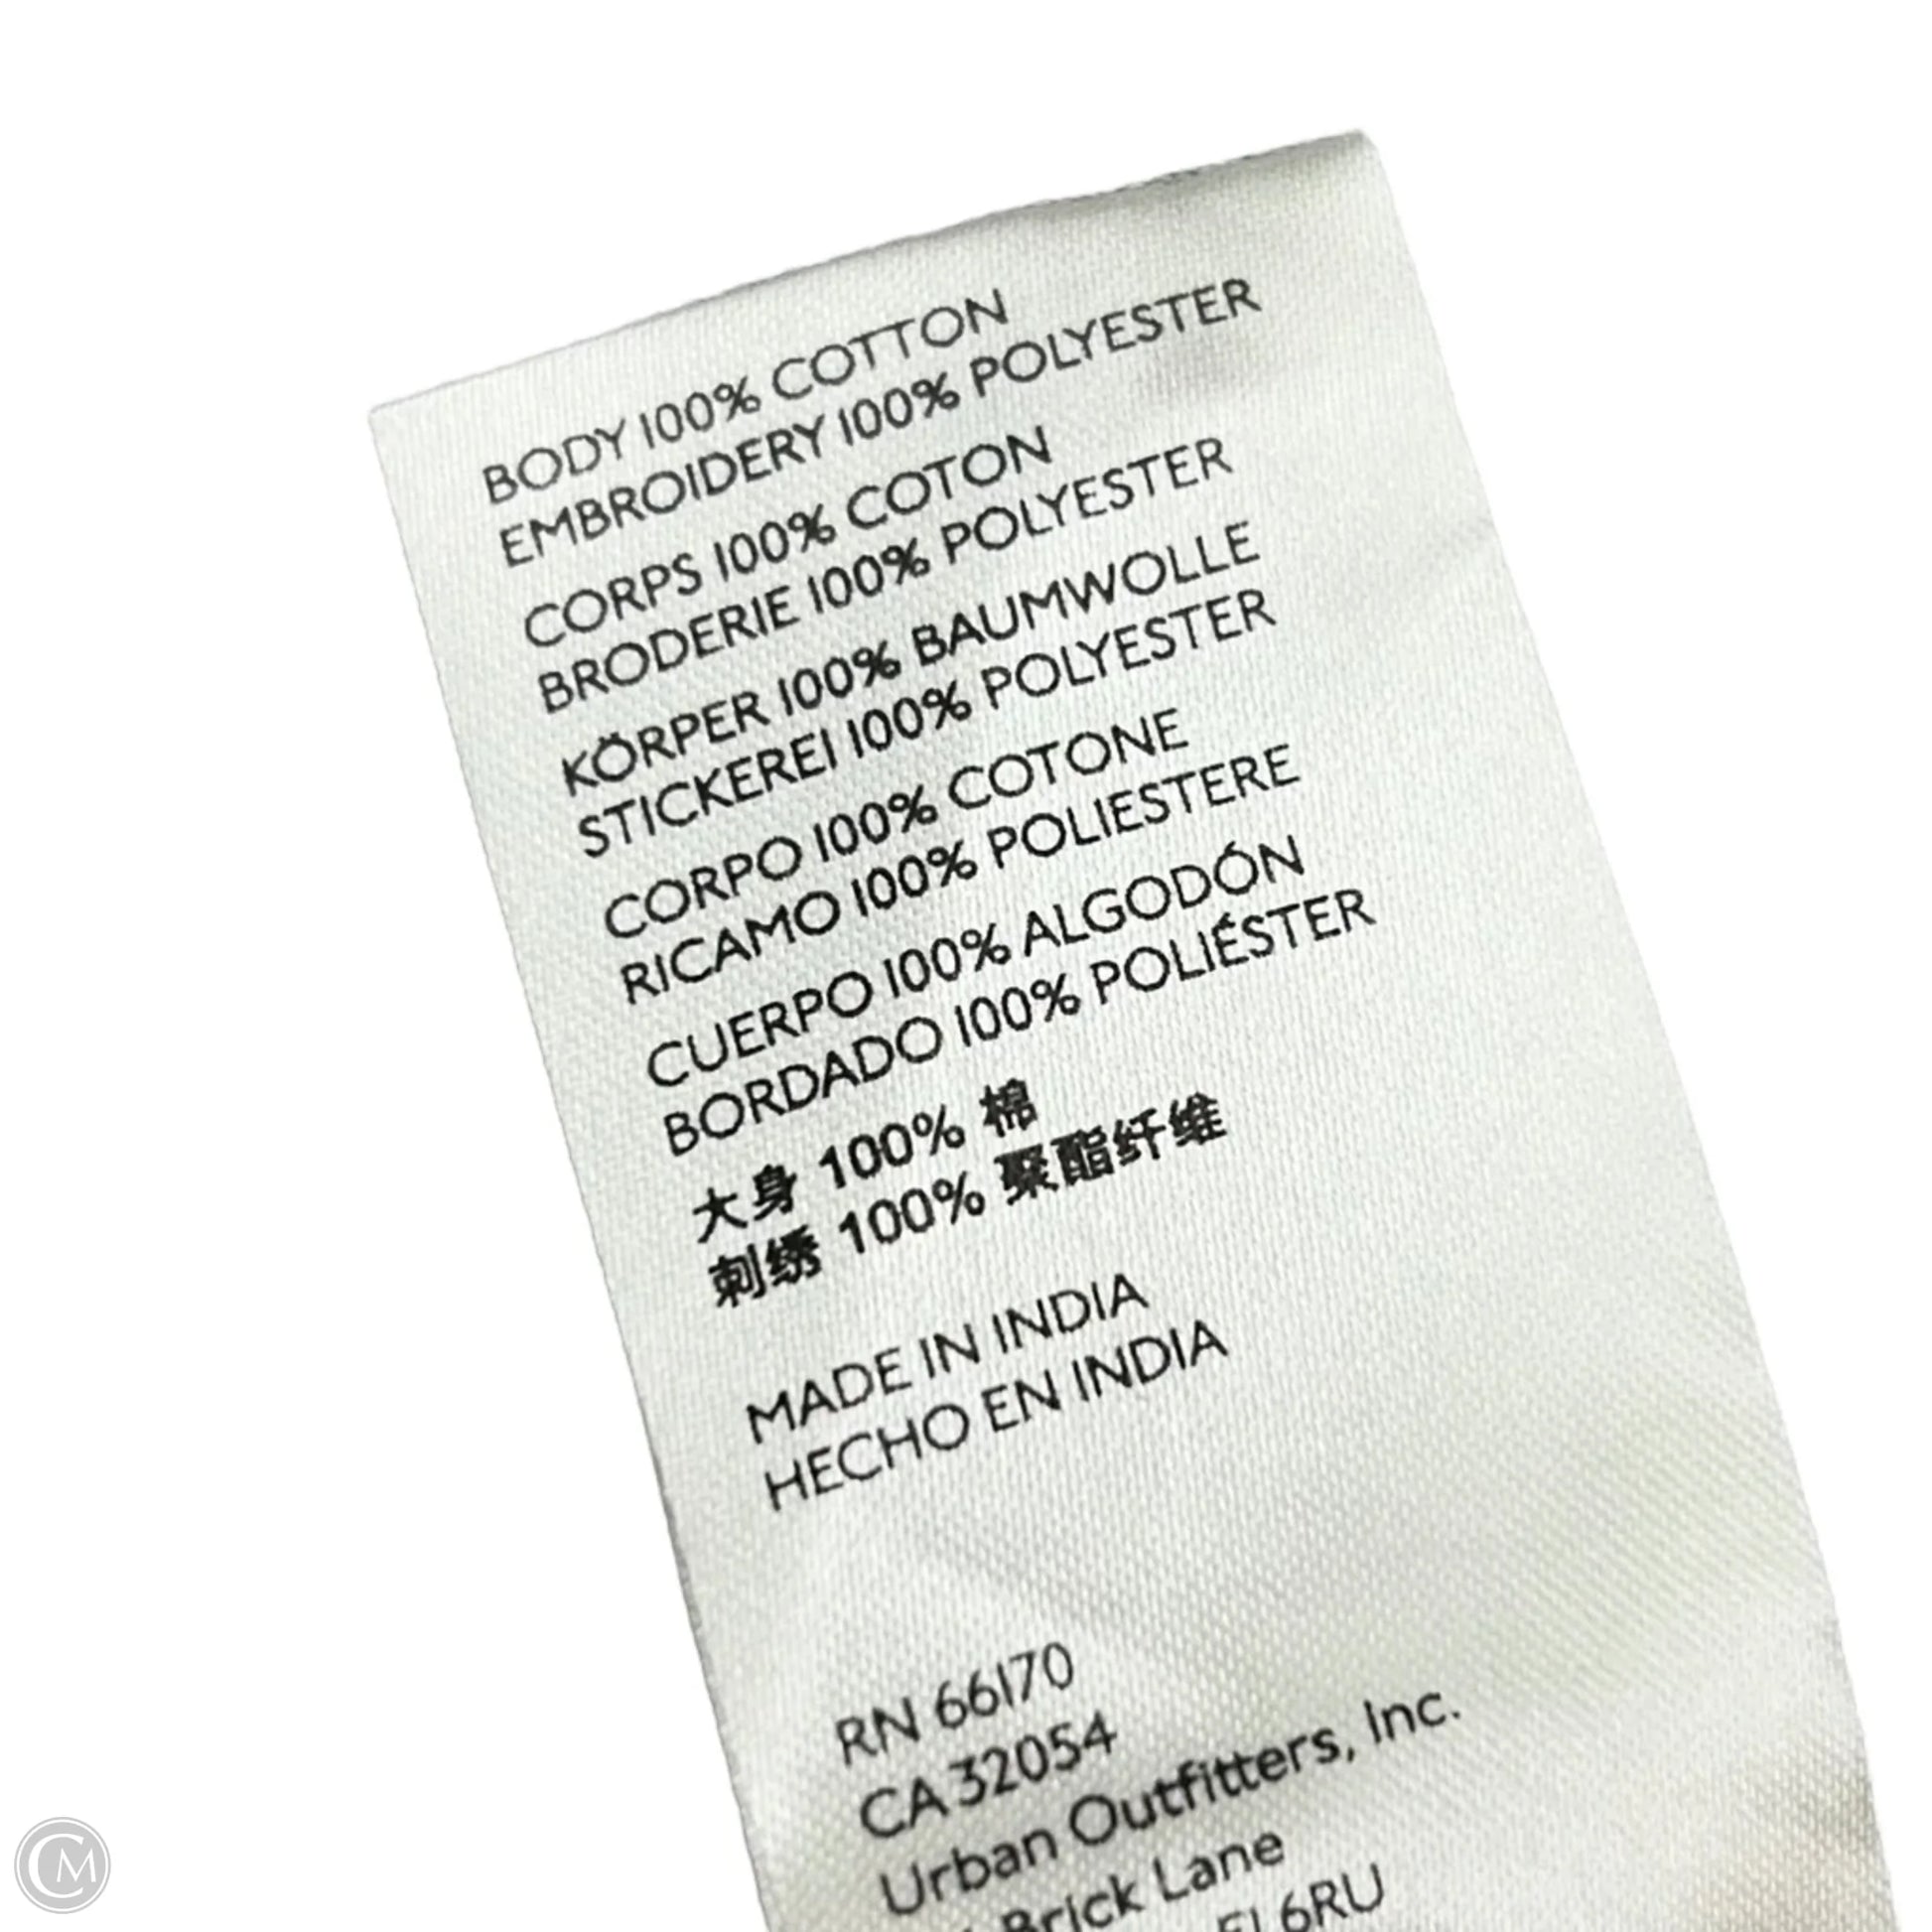 BODY 100% COTTON
EMBROIDERY 100% POLYESTER
CORPS 100% COTON
BRODERIE 100% POLYESTER
KÖRPER 100% BAUMWOLLE
STICKEREI 100% POLYESTER
CORPO 100% COTONE
RICAMO 100% POLIESTERE
CUERPO 100% ALGODÓN
BORDADO 100% POLIÉSTER
大身 100% 棉
刺绣 100% 聚酯纤维
MADE IN INDIA
HECHO EN INDIA
RN 66170
CA 32054
Urban Outfitters, Inc.
Brick Lane
6RU
CM